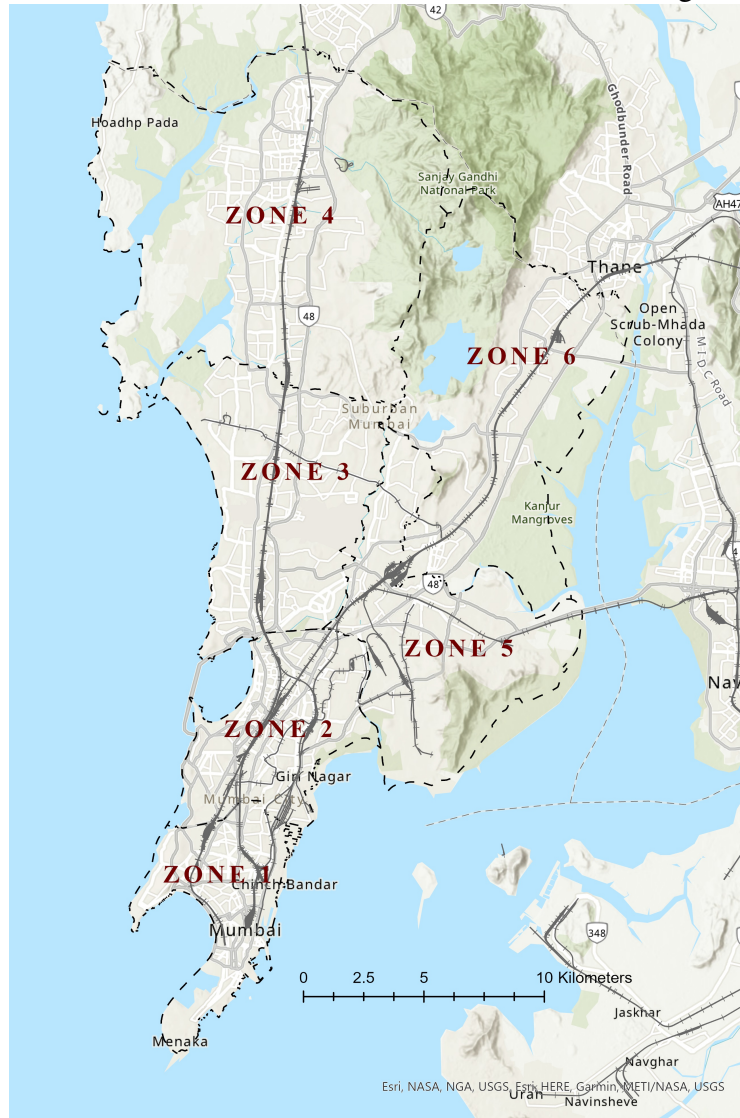 42
Hoadhp Pada
Ghodbunder Road
Sanjay Gandhi
National Park
AH47
ZONE 4
Thane
Open
Scrub-Mhada
Colony
48
M I D C Road
ZONE 6
Suburban
Mumbai
ZONE 3
Kanjur
Mangroves
4
48
ZONE 5
Nav
ZONE 2
Giri Nagar
Mumbai City
ZONE 1
Chinch Bandar
Mumbai
348
0 2.5 5 10 Kilometers
Jaskhar
Menaka
Navghar
Esri, NASA, NGA, USGS, Esri, HERE, Garmin, METI/NASA, USGS
Uran
Navinsheve